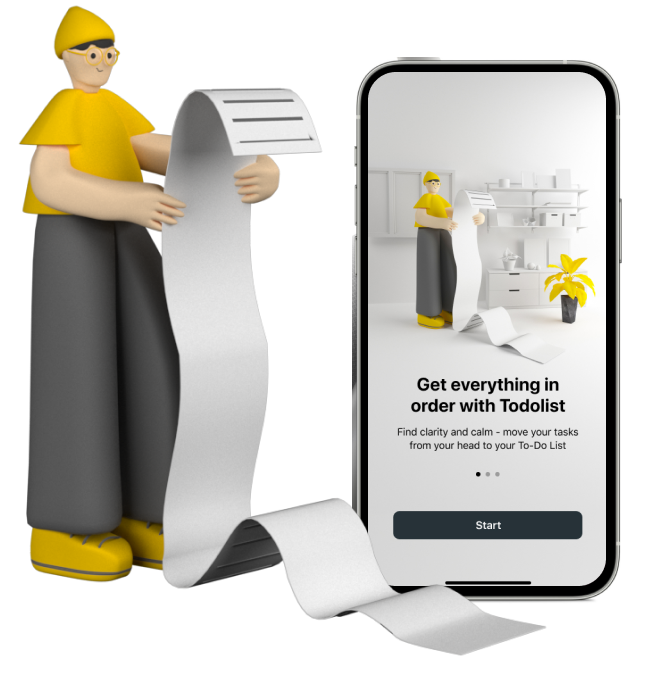 Get everything in
order with Todolist
Find clarity and calm - move your tasks
from your head to your To-Do List
Start